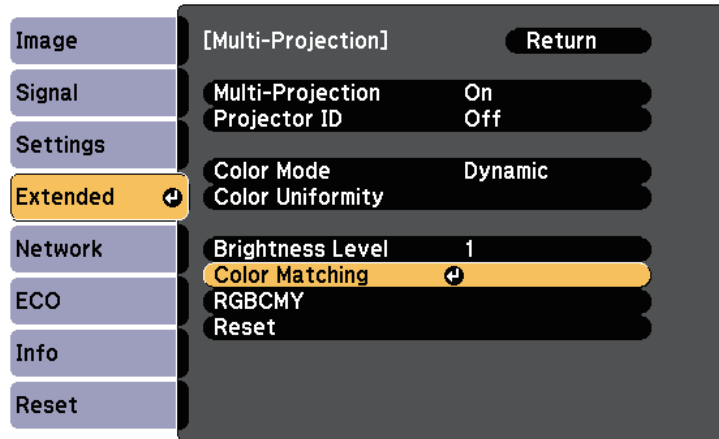 Image
Signal
Settings
Extended
Network
ECO
Info
Reset
[Multi-Projection] Return
Multi-Projection On
Projector ID Off
Color Mode Dynamic
Color Uniformity
Brightness Level 1
Color Matching
RGBCMY
Reset